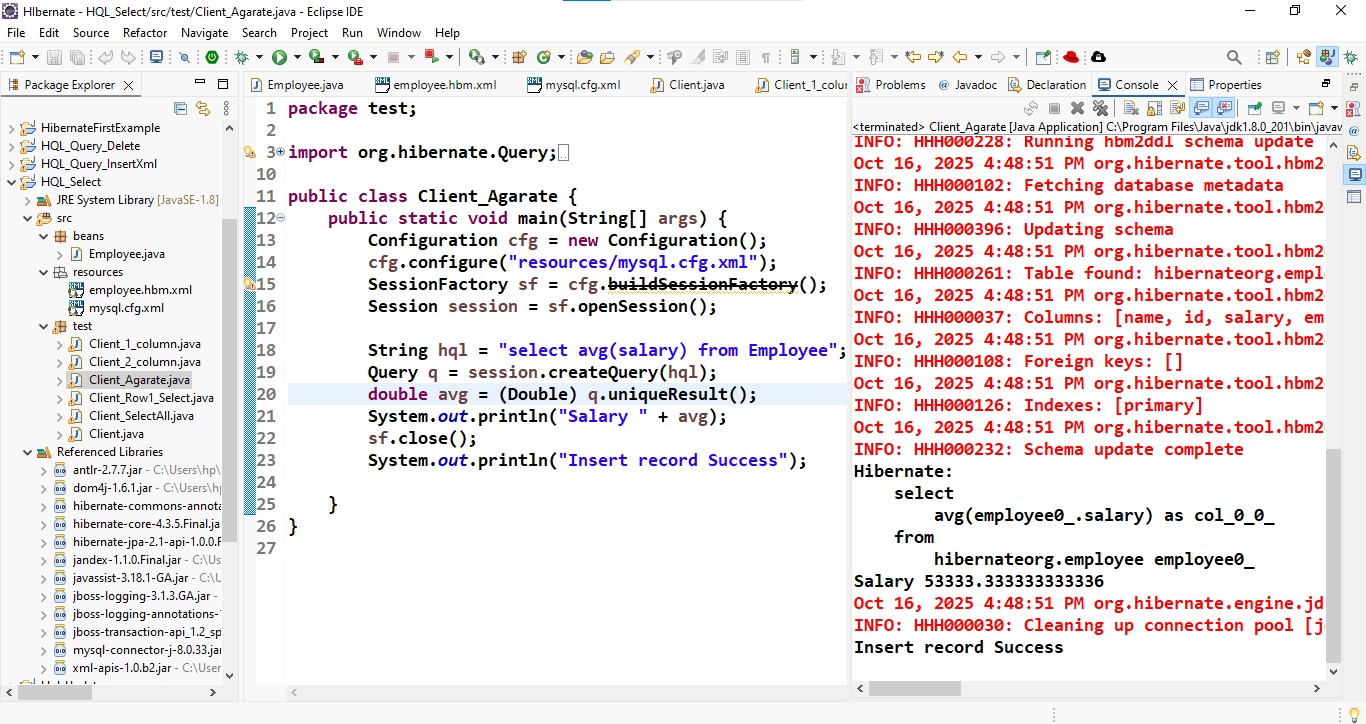 HIbernate - HQL_Select/src/test/Client_Agarate.java - Eclipse IDE
File Edit Source Refactor Navigate Search Project Run Window Help
Package Explorer
HibernateFirstExample
HQL_Query_Delete
HQL_Query_InsertXml
HQL_Select
JRE System Library [JavaSE-1.8]
src
beans
Employee.java
resources
employee.hbm.xml
mysql.cfg.xml
test
Client_1_column.java
Client_2_column.java
Client_Agarate.java
Client_Row1_Select.java
Client_SelectAll.java
Client.java
Referenced Libraries
antlr-2.7.7.jar - C:\Users\hp\
dom4j-1.6.1.jar - C:\Users\h
hibernate-commons-annota
hibernate-core-4.3.5.Final.ja
hibernate-jpa-2.1-api-1.0.0.F
jandex-1.1.0.Final.jar - C:\Us
javassist-3.18.1-GA.jar - C:\U
jboss-logging-3.1.3.GA.jar -
jboss-logging-annotations-
jboss-transaction-api_1.2_sp
mysql-connector-j-8.0.33.jar
xml-apis-1.0.b2.jar - C:\User
Employee.java employee.hbm.xml mysql.cfg.xml Client.java Client_1_colu
1 package test;
2
3 import org.hibernate.Query;
10
11 public class Client_Agarate {
12 public static void main(String[] args) {
13 Configuration cfg = new Configuration();
14 cfg.configure("resources/mysql.cfg.xml");
15 SessionFactory sf = cfg.buildSessionFactory();
16 Session session = sf.openSession();
17
18 String hql = "select avg(salary) from Employee";
19 Query q = session.createQuery(hql);
20 double avg = (Double) q.uniqueResult();
21 System.out.println("Salary " + avg);
22 sf.close();
23 System.out.println("Insert record Success");
24
25 }
26 }
27
Problems @ Javadoc Declaration Console Properties
<terminated> Client_Agarate [Java Application] C:\Program Files\Java\jdk1.8.0_201\bin\javaw
INFO: HHH000228: Running hbm2ddl schema update
Oct 16, 2025 4:48:51 PM org.hibernate.tool.hbm2
INFO: HHH000102: Fetching database metadata
Oct 16, 2025 4:48:51 PM org.hibernate.tool.hbm2
INFO: HHH000396: Updating schema
Oct 16, 2025 4:48:51 PM org.hibernate.tool.hbm2
INFO: HHH000261: Table found: hibernateorg.empl
Oct 16, 2025 4:48:51 PM org.hibernate.tool.hbm2
INFO: HHH000037: Columns: [name, id, salary, em
Oct 16, 2025 4:48:51 PM org.hibernate.tool.hbm2
INFO: HHH000108: Foreign keys: []
Oct 16, 2025 4:48:51 PM org.hibernate.tool.hbm2
INFO: HHH000126: Indexes: [primary]
Oct 16, 2025 4:48:51 PM org.hibernate.tool.hbm2
INFO: HHH000232: Schema update complete
Hibernate:
select
avg(employee0_.salary) as col_0_0_
from
hibernateorg.employee employee0_
Salary 53333.333333333336
Oct 16, 2025 4:48:51 PM org.hibernate.engine.jd
INFO: HHH000030: Cleaning up connection pool [j
Insert record Success